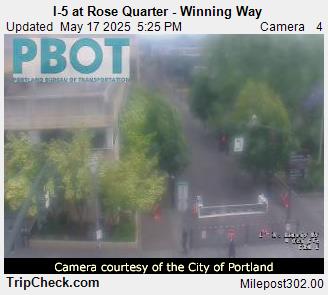 I-5 at Rose Quarter - Winning Way
Updated May 17 2025 5:25 PM Camera 4
PBOT
PORTLAND BUREAU OF TRANSPORTATION
Camera courtesy of the City of Portland
TripCheck.com Milepost302.00